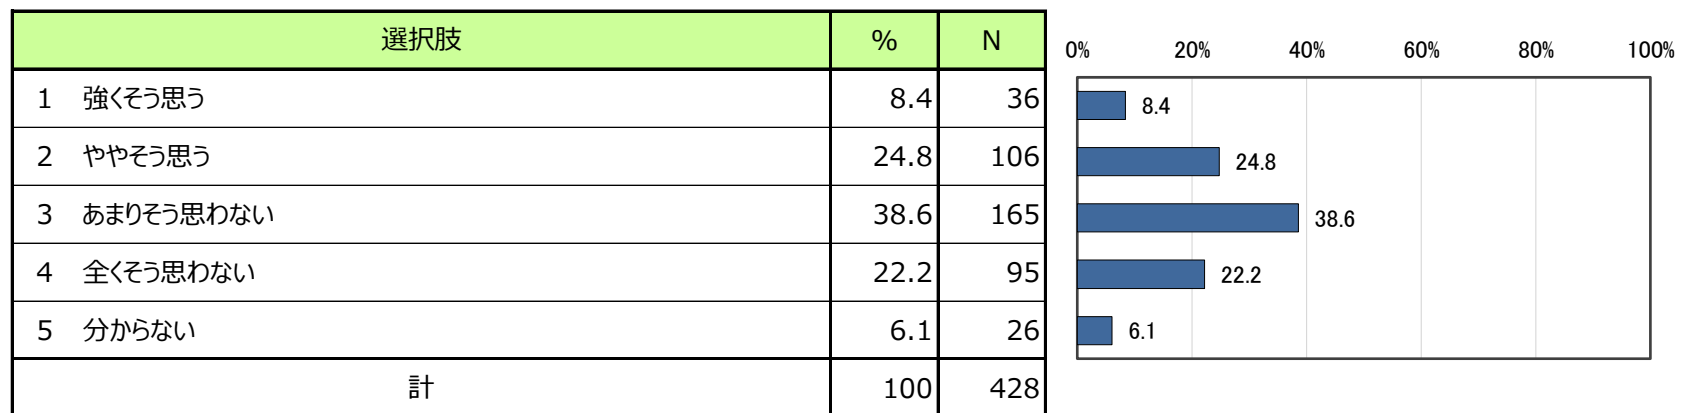 選択肢 % N
1 強くそう思う 8.4 36
2 ややそう思う 24.8 106
3 あまりそう思わない 38.6 165
4 全くそう思わない 22.2 95
5 分からない 6.1 26
計 100 428
0% 20% 40% 60% 80% 100%
8.4
24.8
38.6
22.2
6.1